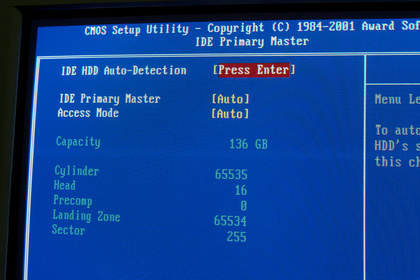 CMOS Setup Utility - Copyright (C) 1984-2001 Award Sof
IDE Primary Master
IDE HDD Auto-Detection [Press Enter]
IDE Primary Master [Auto]
Access Mode [Auto]
Capacity 136 GB
Cylinder 65535
Head 16
Precomp 0
Landing Zone 65534
Sector 255
Menu Le
To auto
HDD's s
this ch